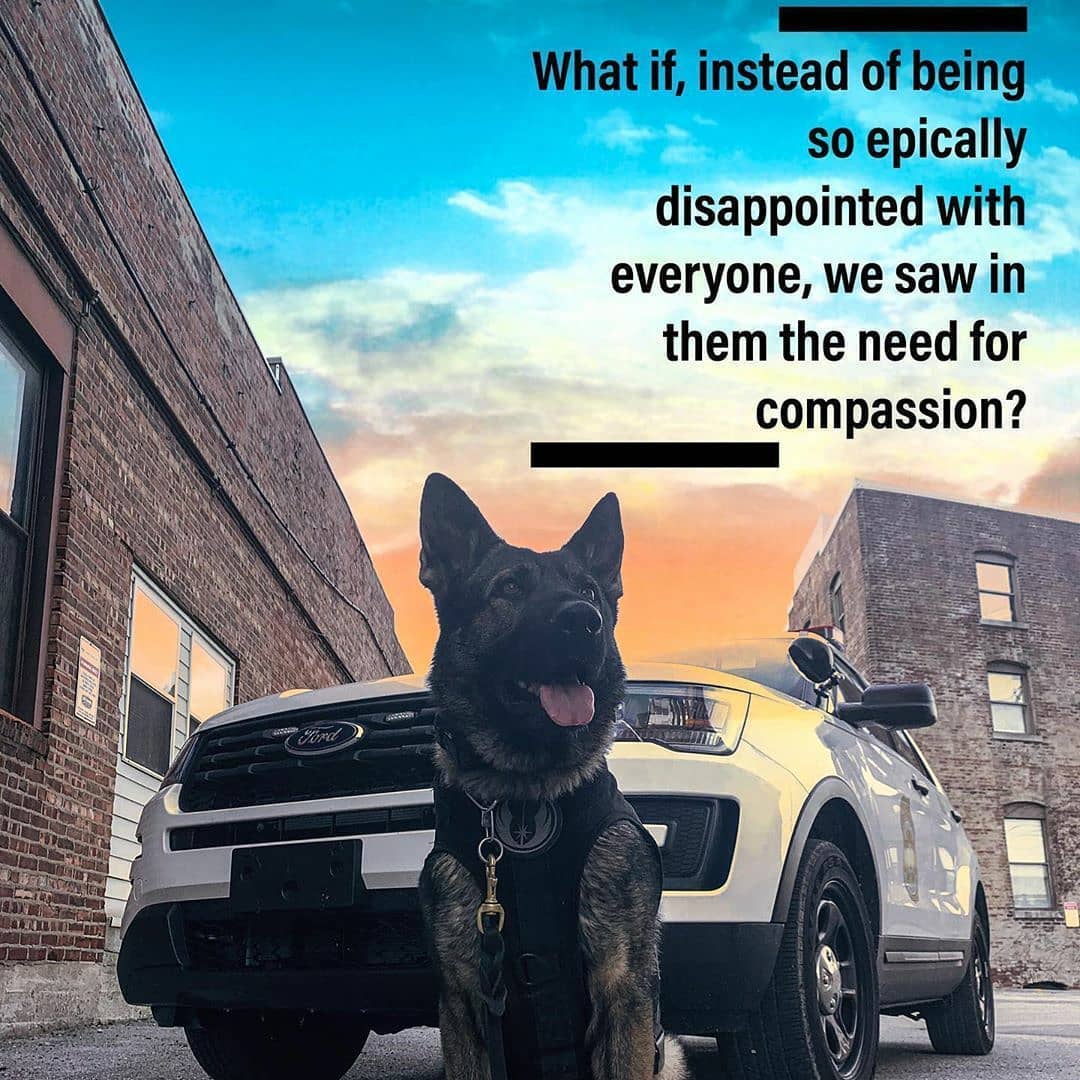 What if, instead of being
so epically
disappointed with
everyone, we saw in
them the need for
compassion?
Ford